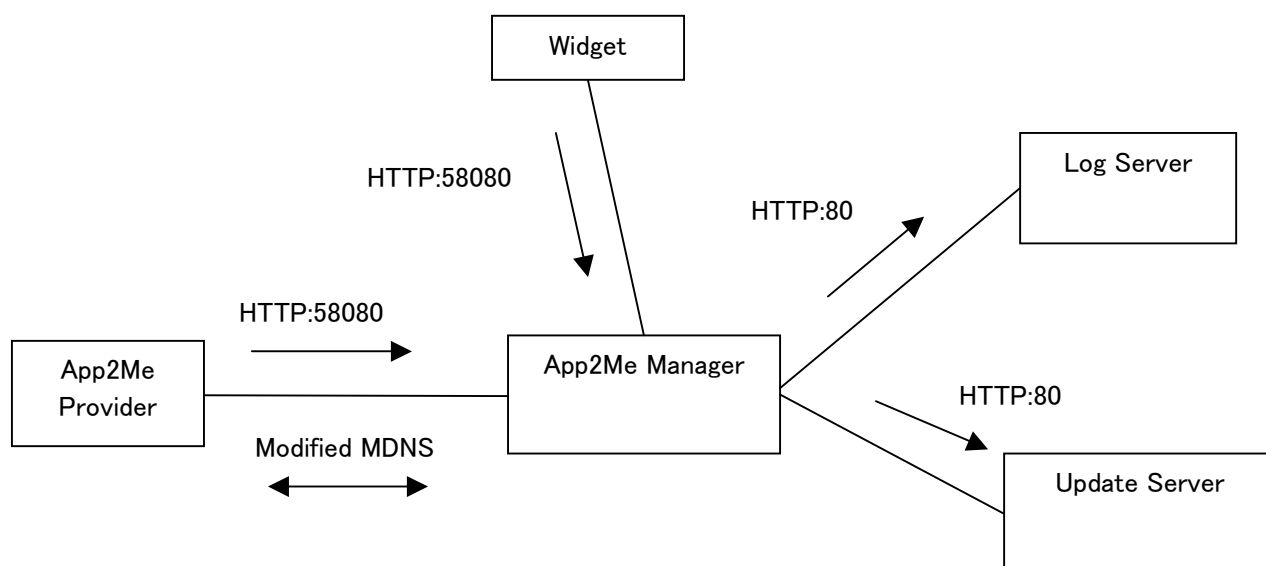 Widget
HTTP:58080
Log Server
HTTP:80
HTTP:58080
App2Me
Provider
App2Me Manager
HTTP:80
Modified MDNS
Update Server